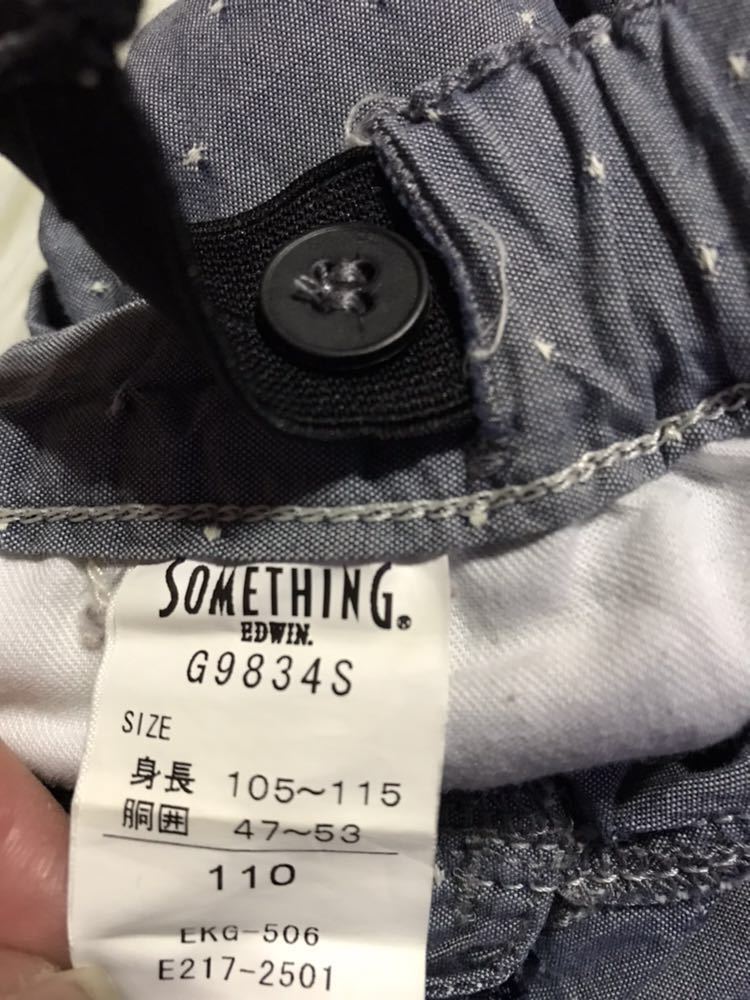 SOMETHING®
EDWIN.
G9834S
SIZE
身長 105～115
胴囲 47～53
110
EKG-506
E217-2501